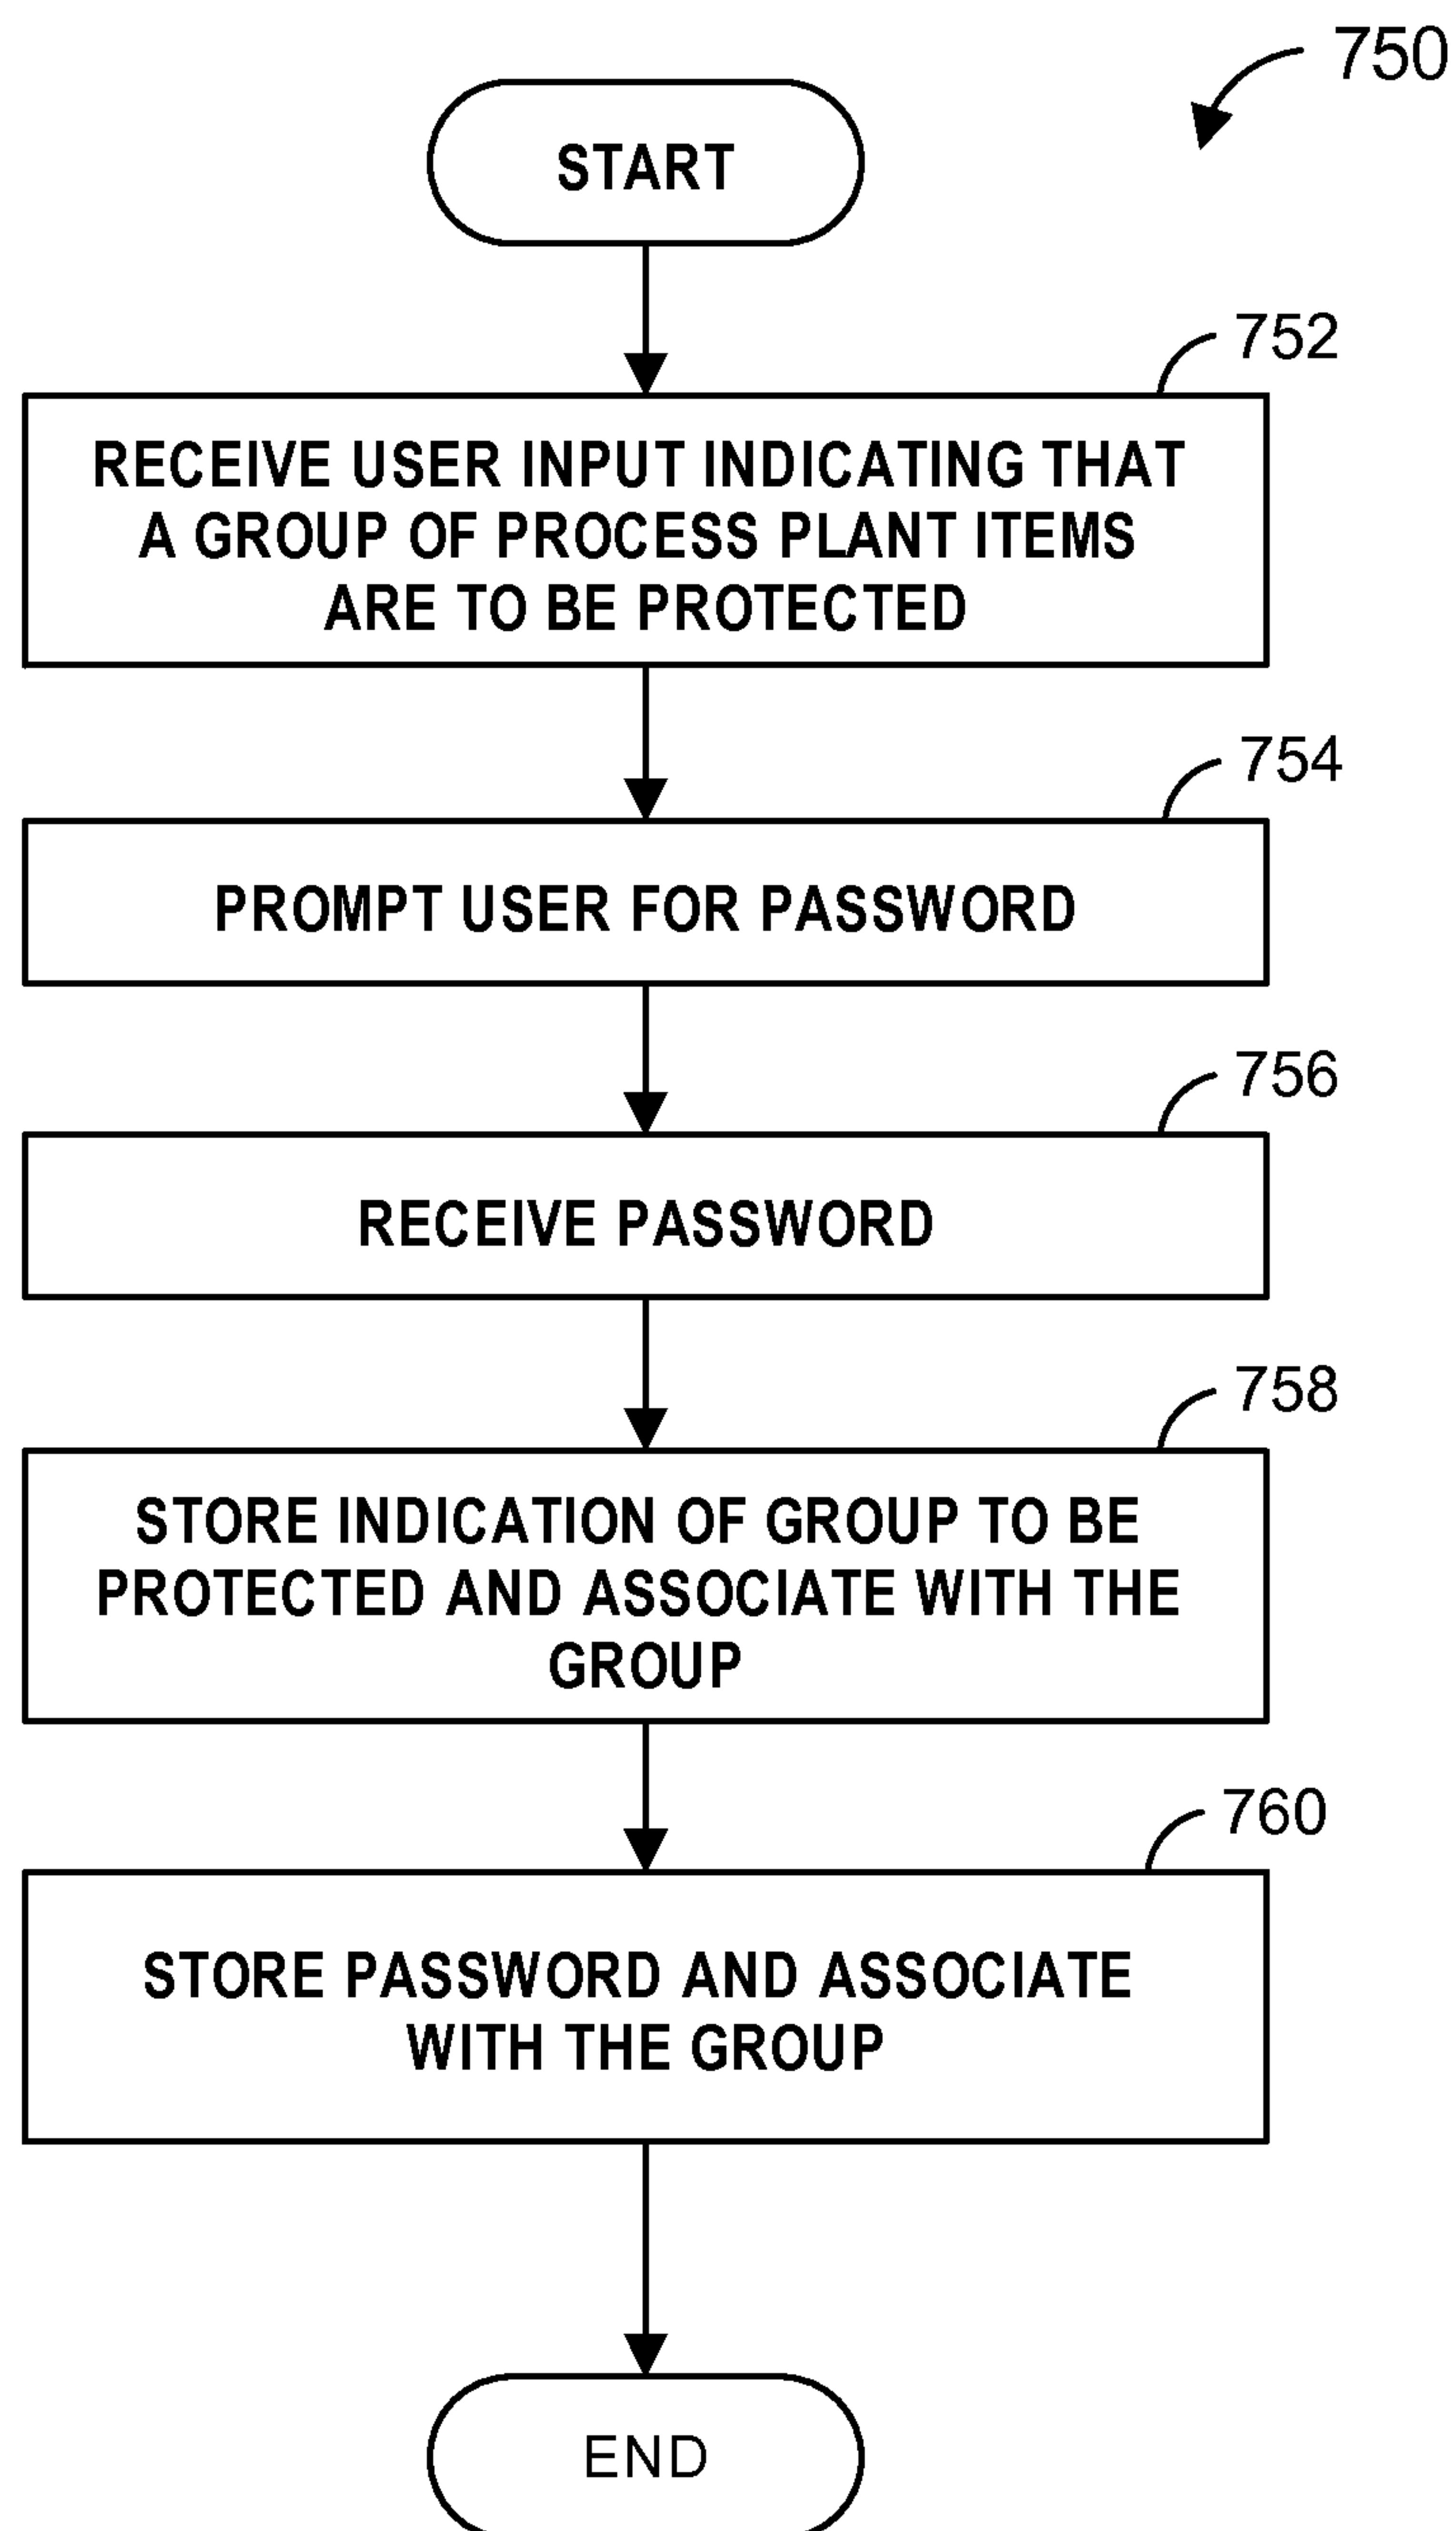 750
START
752
RECEIVE USER INPUT INDICATING THAT
A GROUP OF PROCESS PLANT ITEMS
ARE TO BE PROTECTED
754
PROMPT USER FOR PASSWORD
756
RECEIVE PASSWORD
758
STORE INDICATION OF GROUP TO BE
PROTECTED AND ASSOCIATE WITH THE
GROUP
760
STORE PASSWORD AND ASSOCIATE
WITH THE GROUP
END